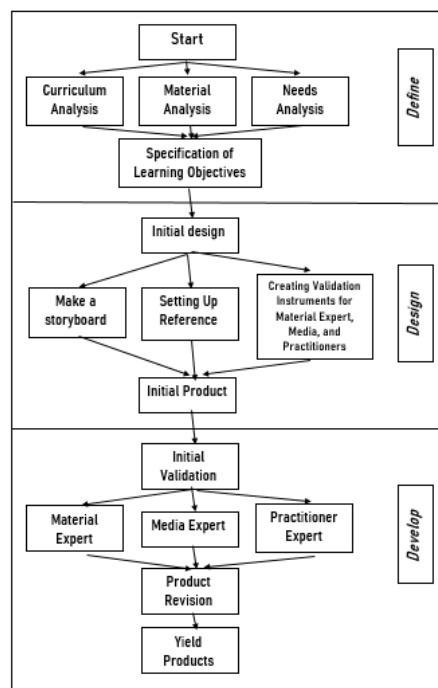 Start
Curriculum
Analysis
Material
Analysis
Needs
Analysis
Specification of
Learning Objectives
Define
Initial design
Make a
storyboard
Setting Up
Reference
Creating Validation
Instruments for
Material Expert,
Media, and
Practitioners
Initial Product
Design
Initial
Validation
Material
Expert
Media Expert
Practitioner
Expert
Product
Revision
Yield
Products
Develop